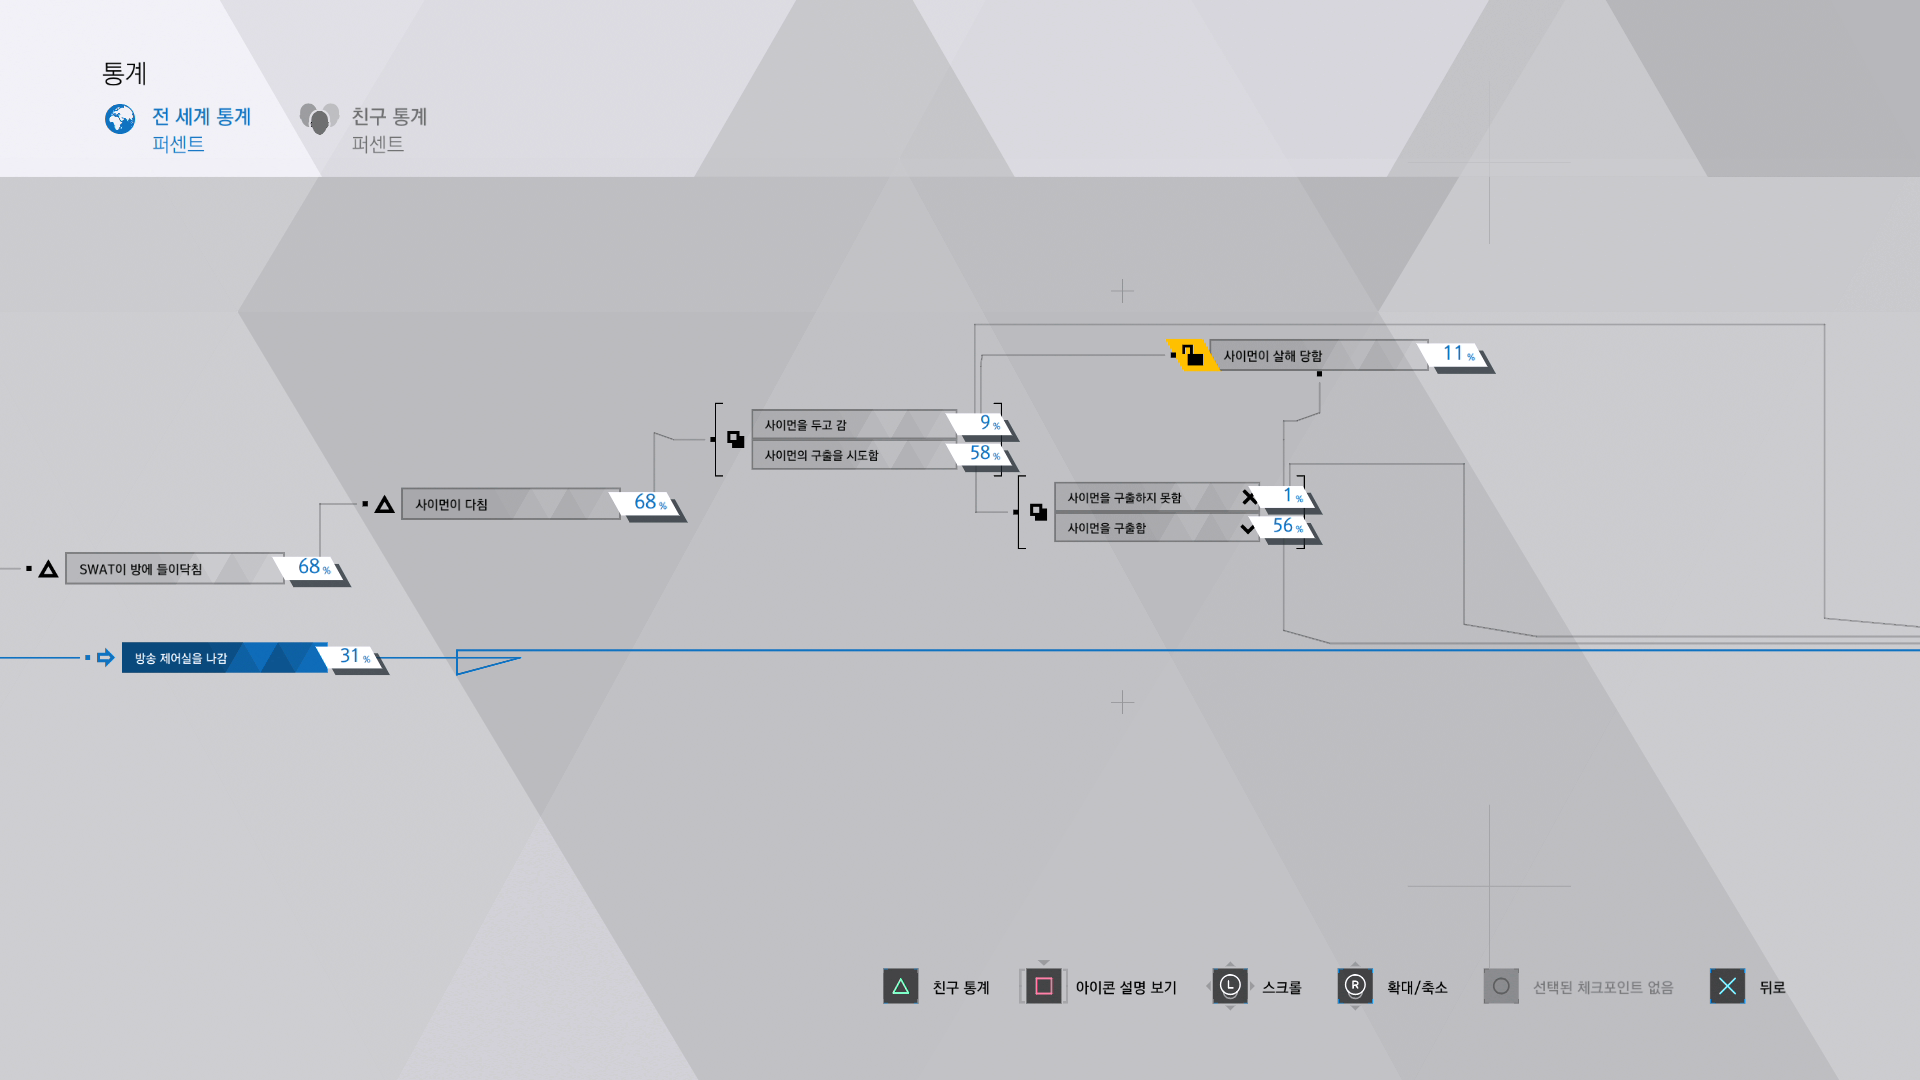 통계
전 세계 통계
퍼센트
친구 통계
퍼센트
사이먼이 살해 당함 11 %
사이먼을 두고 감 9 %
사이먼의 구출을 시도함 58 %
사이먼을 구출하지 못함 1 %
사이먼을 구출함 56 %
사이먼이 다침 68 %
SWAT이 방에 들이닥침 68 %
방송 제어실을 나감 31 %
친구 통계
아이콘 설명 보기
L 스크롤
R 확대/축소
선택된 체크포인트 없음
뒤로